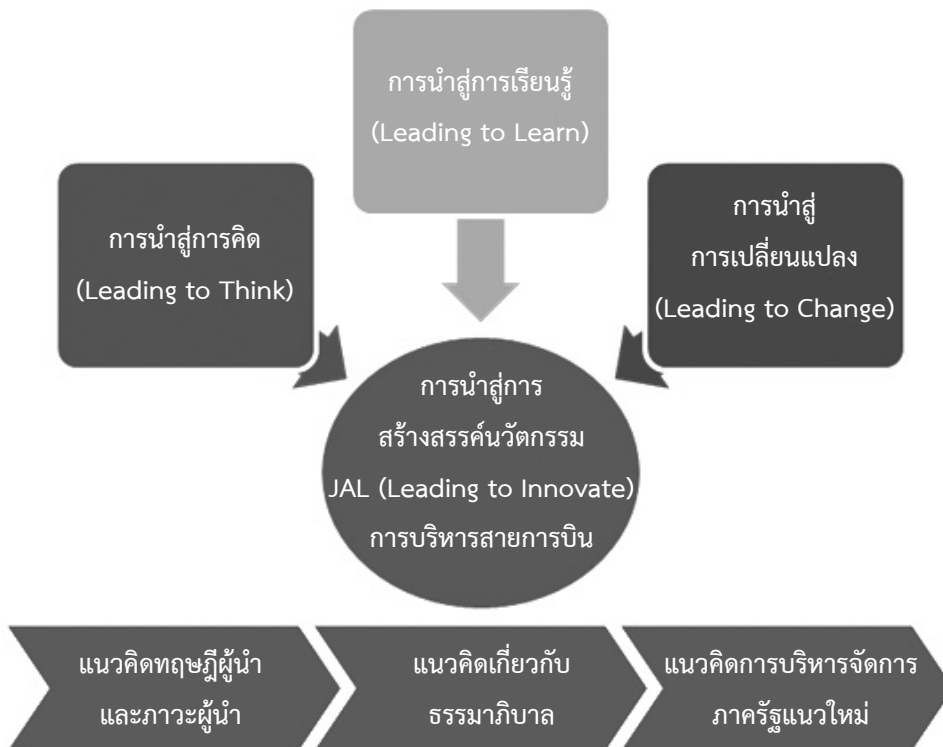 การนำสู่การเรียนรู้
(Leading to Learn)
การนำสู่การคิด
(Leading to Think)
การนำสู่
การเปลี่ยนแปลง
(Leading to Change)
การนำสู่การ
สร้างสรรค์นวัตกรรม
JAL (Leading to Innovate)
การบริหารสายการบิน
แนวคิดทฤษฎีผู้นำ
และภาวะผู้นำ
แนวคิดเกี่ยวกับ
ธรรมาภิบาล
แนวคิดการบริหารจัดการ
ภาครัฐแนวใหม่